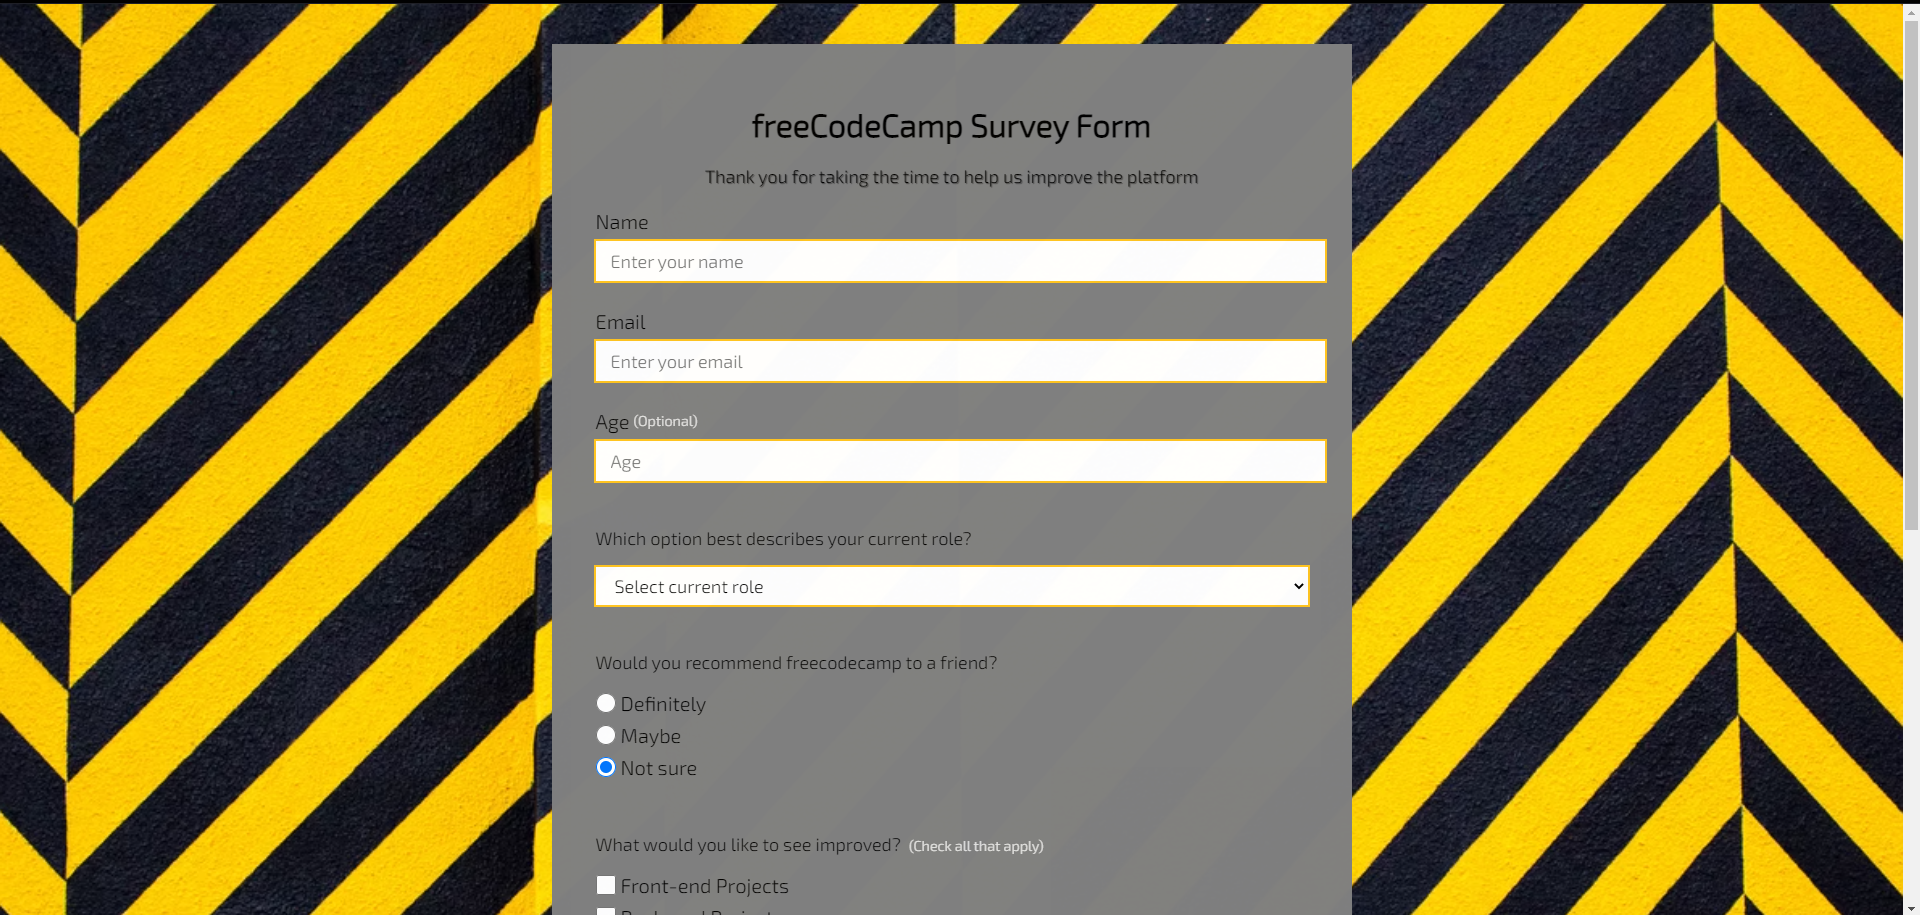 freeCodeCamp Survey Form
Thank you for taking the time to help us improve the platform
Name
Enter your name
Email
Enter your email
Age (Optional)
Age
Which option best describes your current role?
Select current role
Would you recommend freecodecamp to a friend?
Definitely
Maybe
Not sure
What would you like to see improved? (Check all that apply)
Front-end Projects